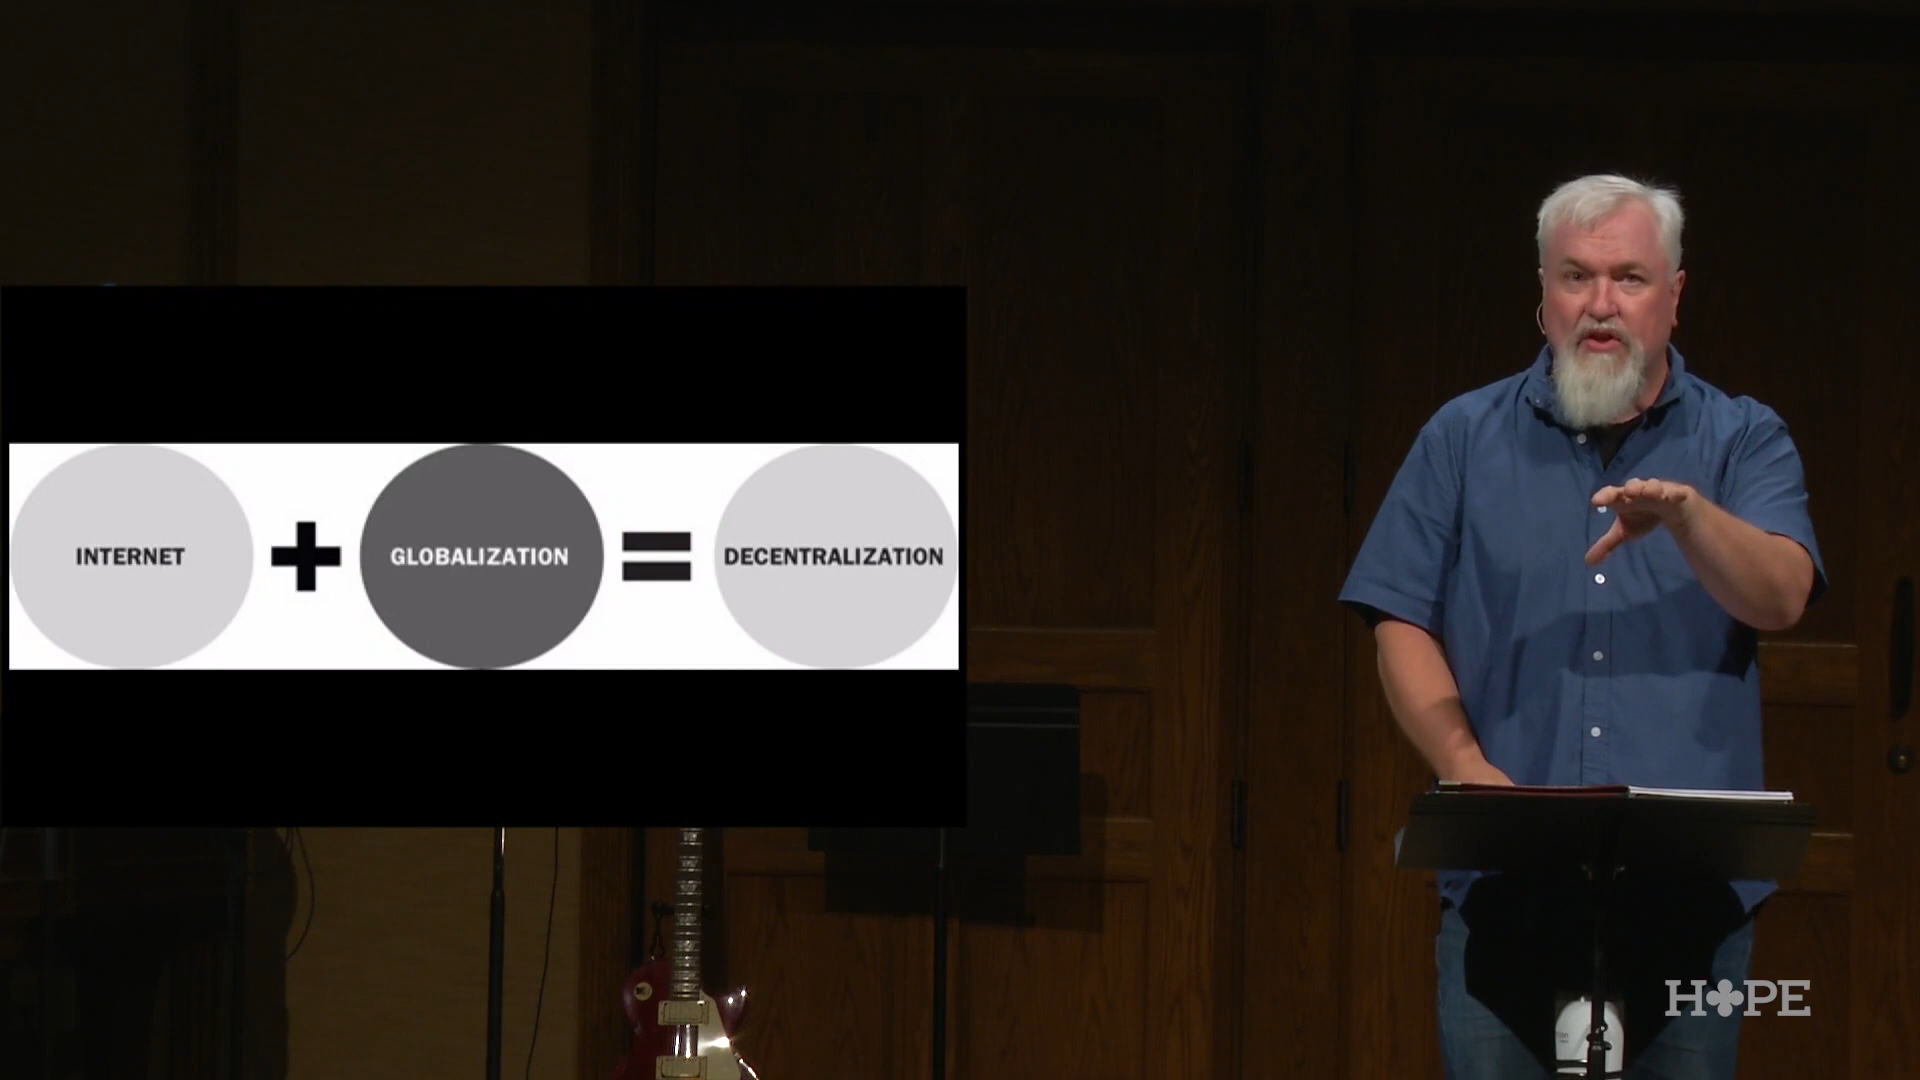 INTERNET + GLOBALIZATION = DECENTRALIZATION
HOPE